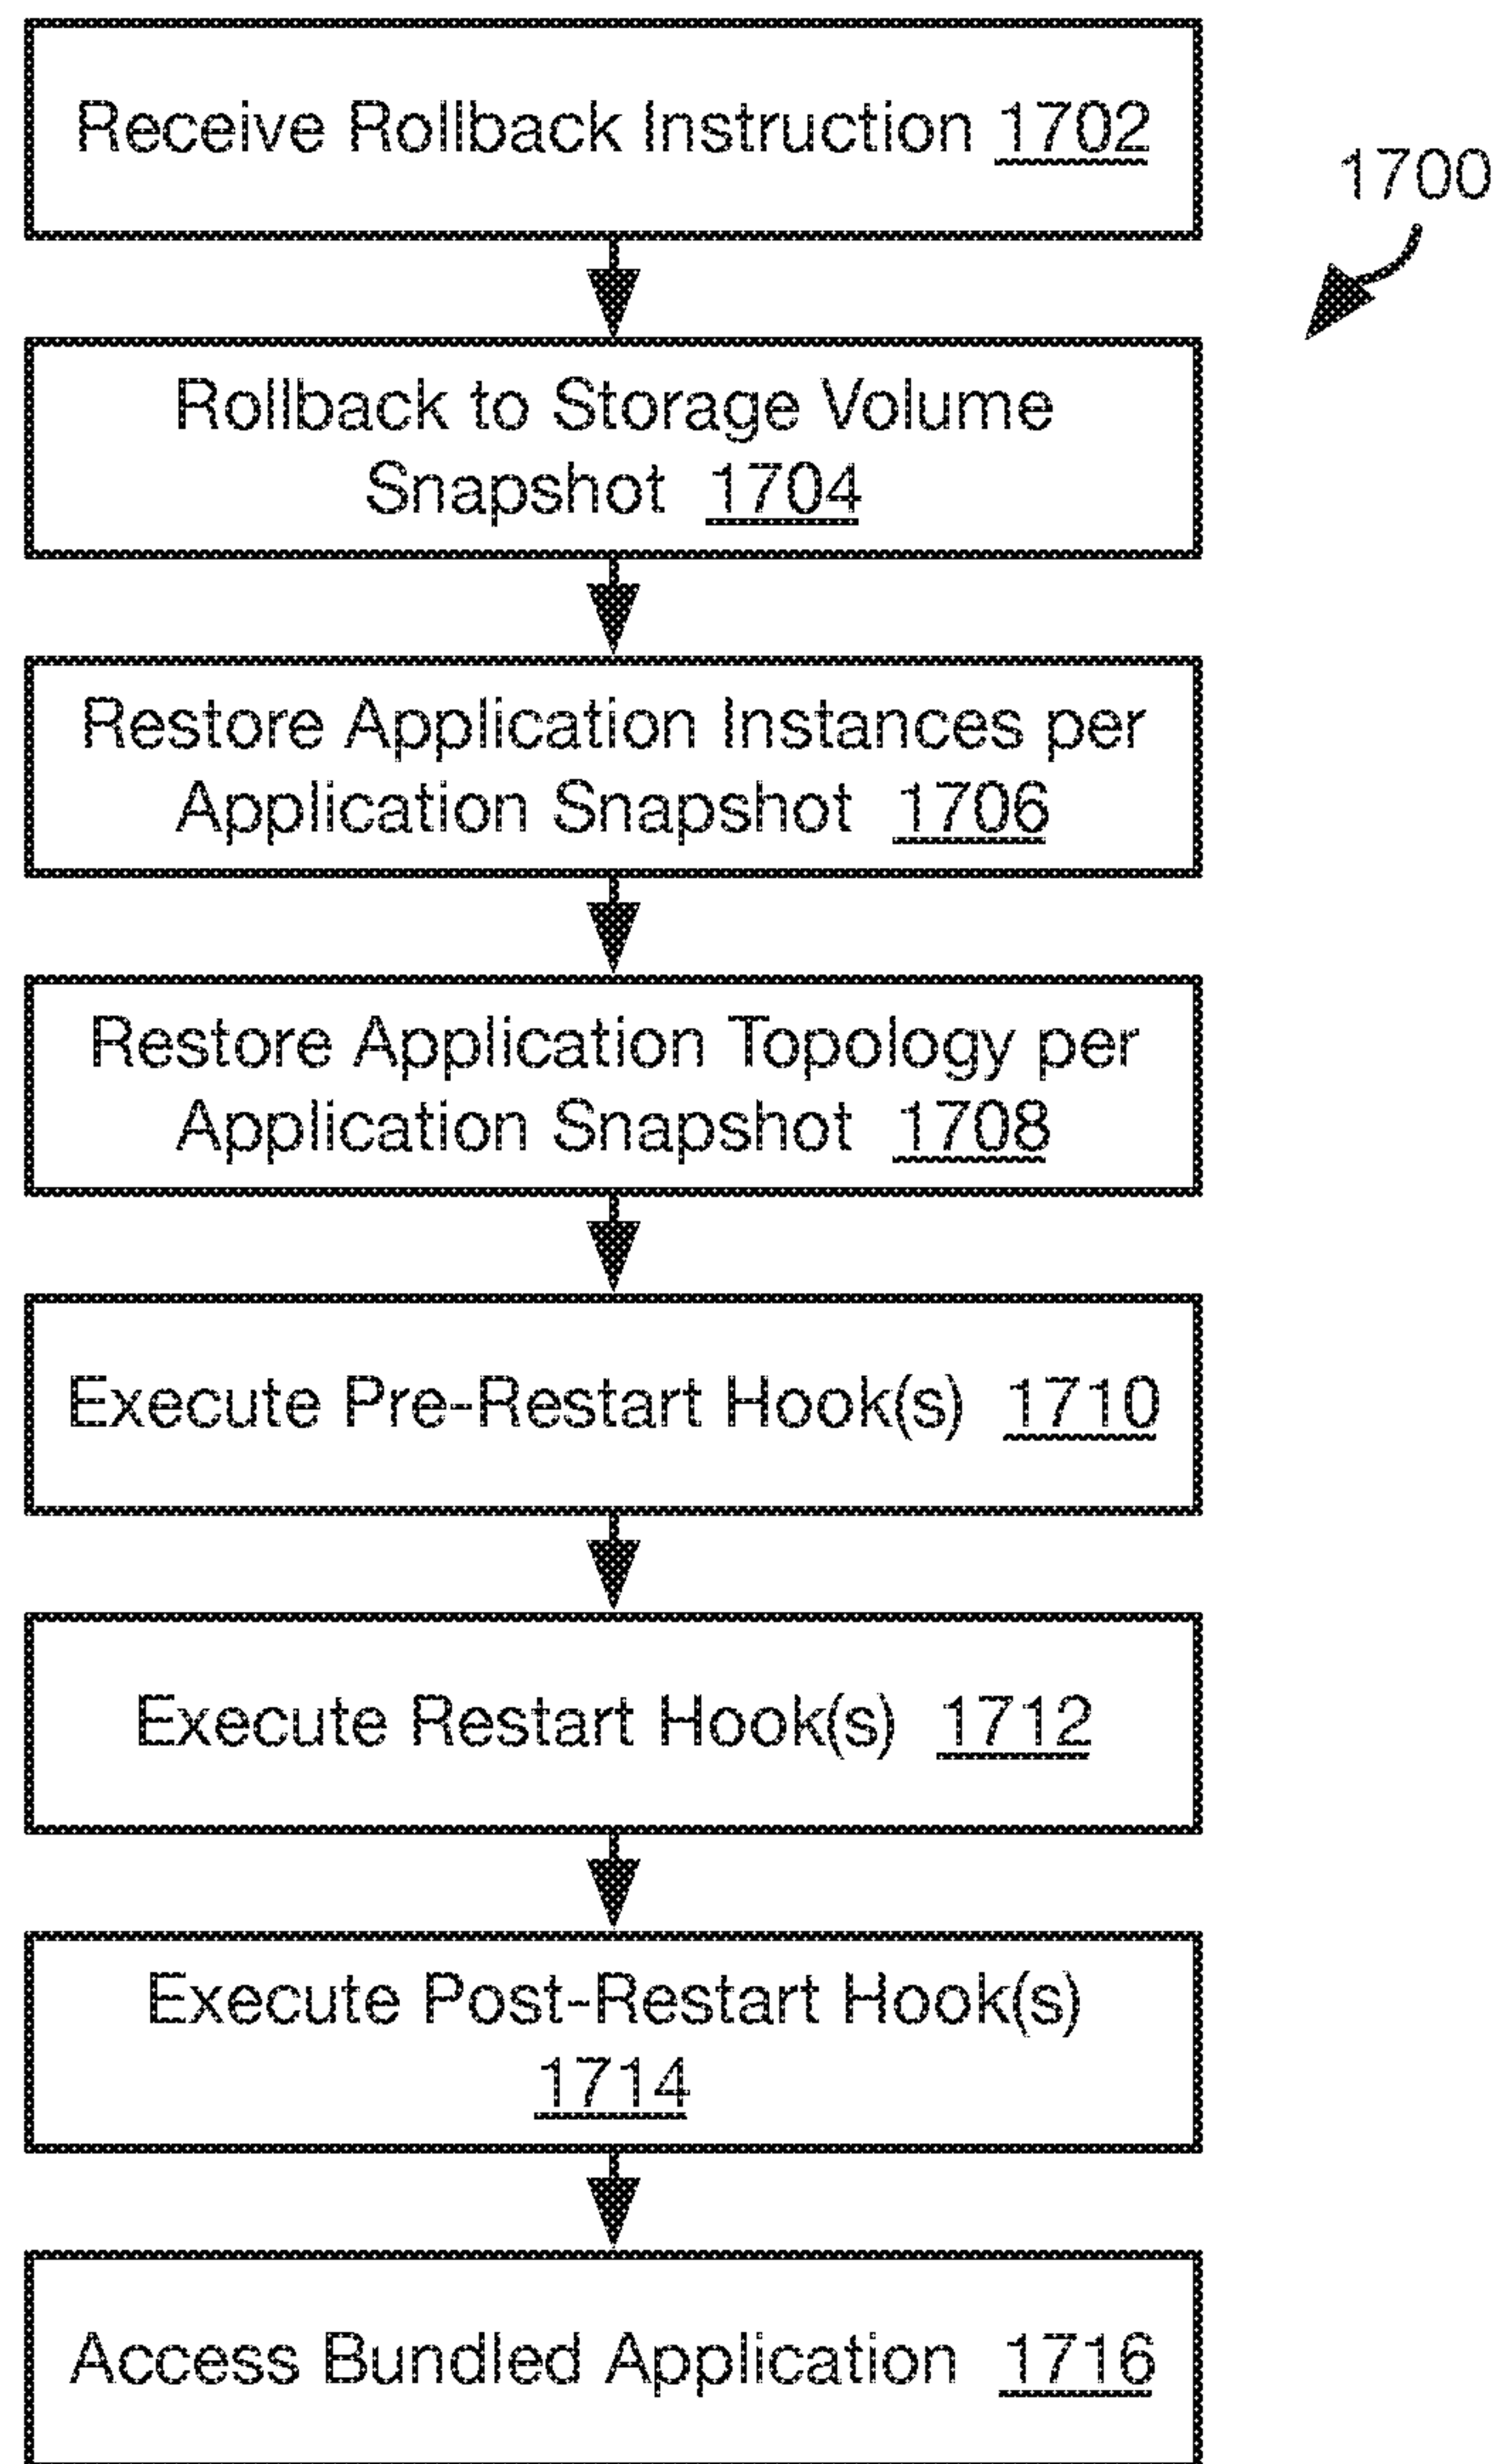 Receive Rollback Instruction 1702
1700
Rollback to Storage Volume
Snapshot 1704
Restore Application Instances per
Application Snapshot 1706
Restore Application Topology per
Application Snapshot 1708
Execute Pre-Restart Hook(s) 1710
Execute Restart Hook(s) 1712
Execute Post-Restart Hook(s)
1714
Access Bundled Application 1716